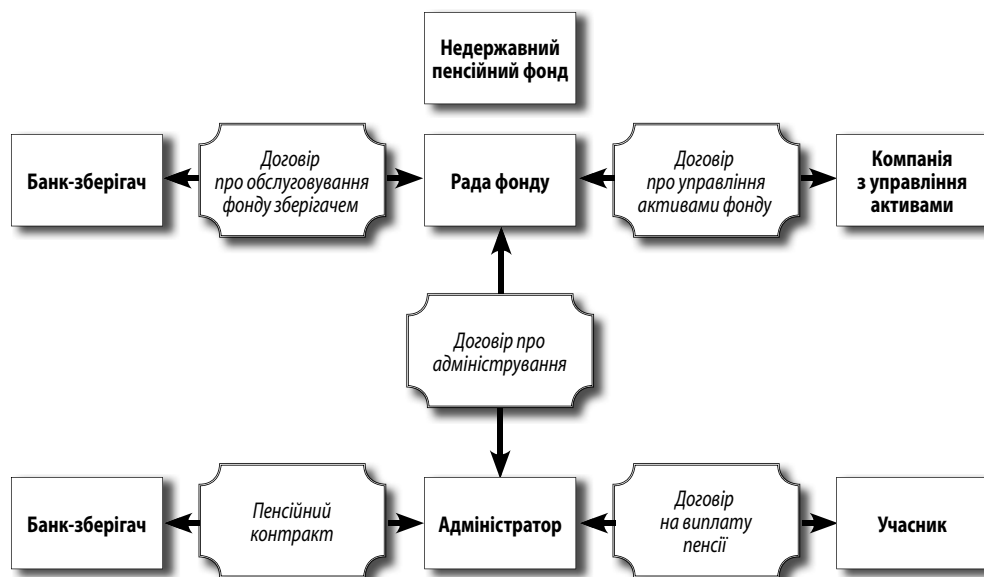 Недержавний
пенсійний фонд
Банк-зберігач
Договір
про обслуговування
фонду зберігачем
Рада фонду
Договір
про управління
активами фонду
Компанія
з управління
активами
Договір про
адміністрування
Банк-зберігач
Пенсійний
контракт
Адміністратор
Договір
на виплату
пенсії
Учасник